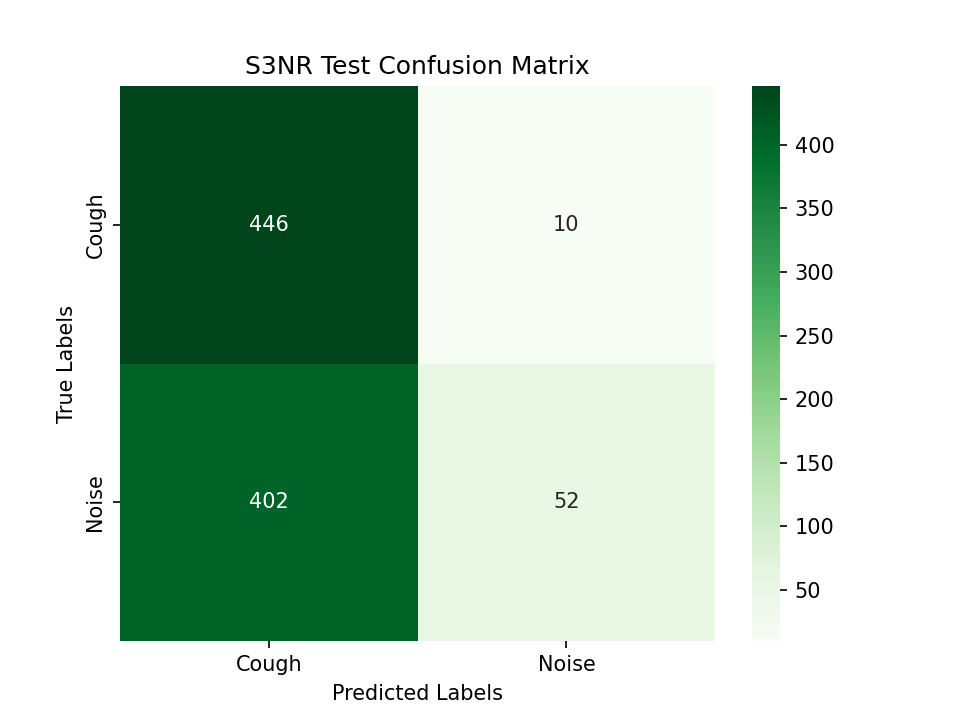 S3NR Test Confusion Matrix
True Labels
Cough
446
10
Noise
402
52
Cough
Noise
Predicted Labels
400
350
300
250
200
150
100
50